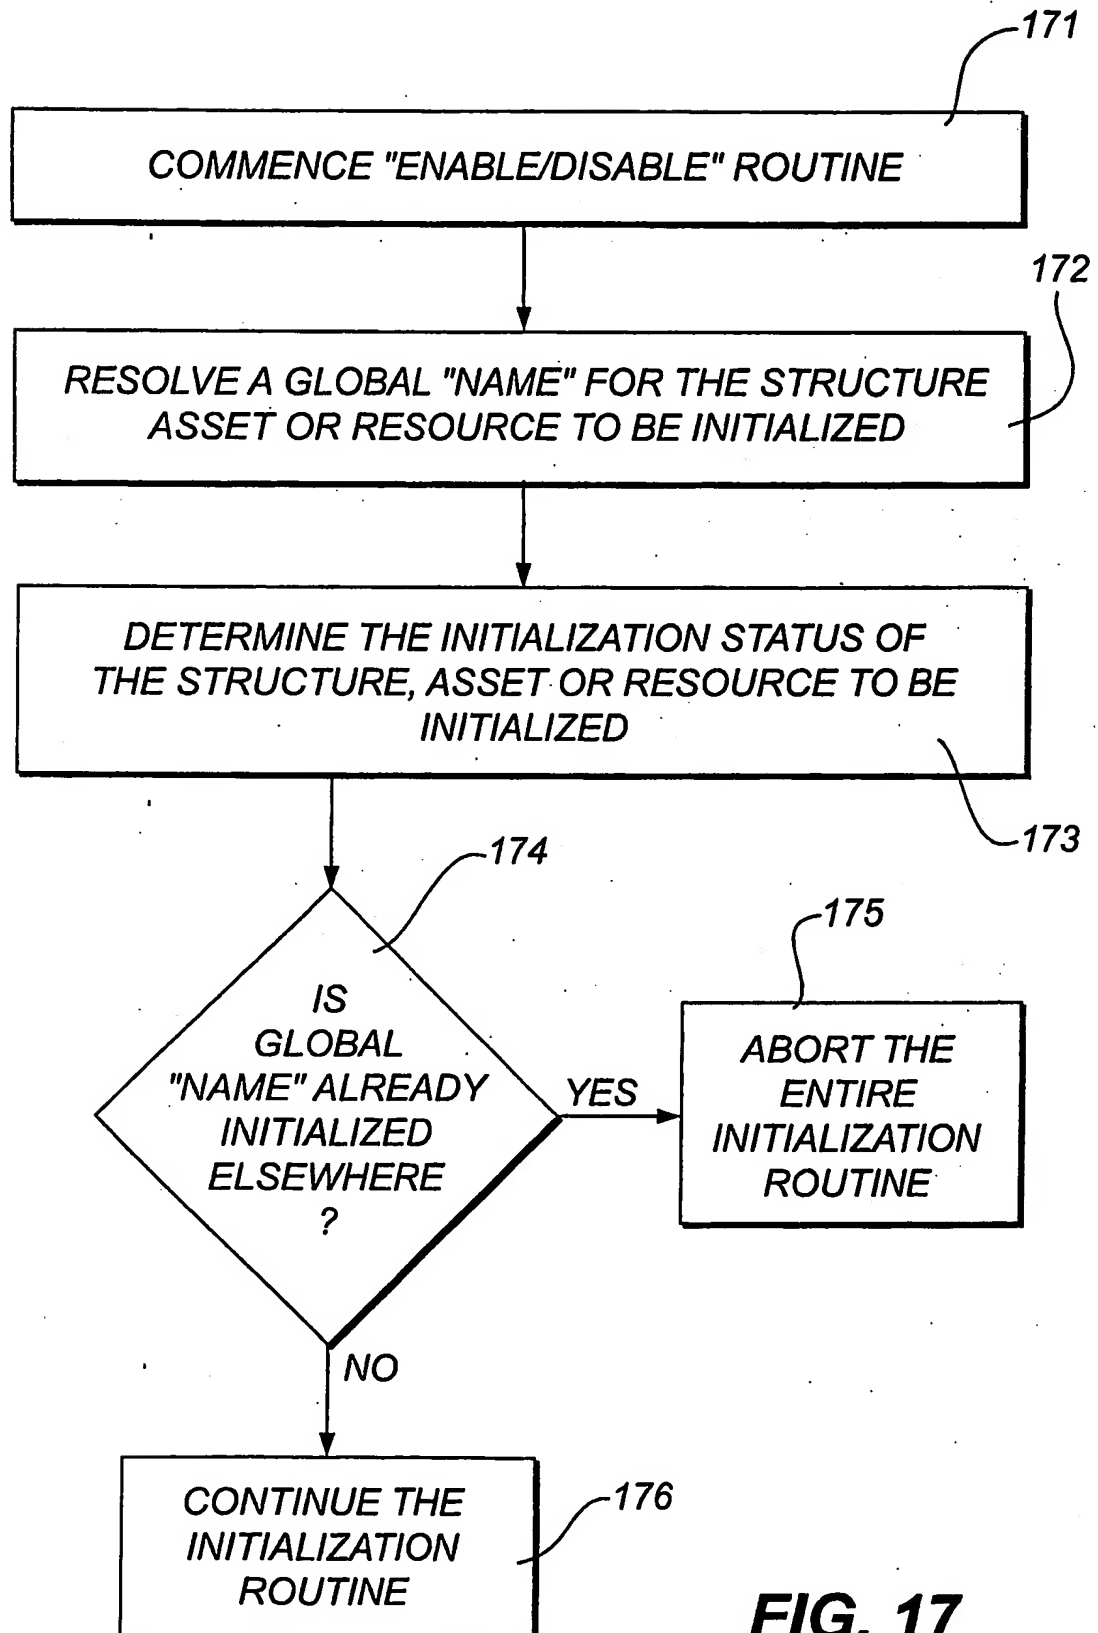 171
COMMENCE "ENABLE/DISABLE" ROUTINE
172
RESOLVE A GLOBAL "NAME" FOR THE STRUCTURE
ASSET OR RESOURCE TO BE INITIALIZED
DETERMINE THE INITIALIZATION STATUS OF
THE STRUCTURE, ASSET OR RESOURCE TO BE
INITIALIZED
173
174
IS
GLOBAL
"NAME" ALREADY
INITIALIZED
ELSEWHERE
?
YES
175
ABORT THE
ENTIRE
INITIALIZATION
ROUTINE
NO
CONTINUE THE
INITIALIZATION
ROUTINE
176
FIG. 17